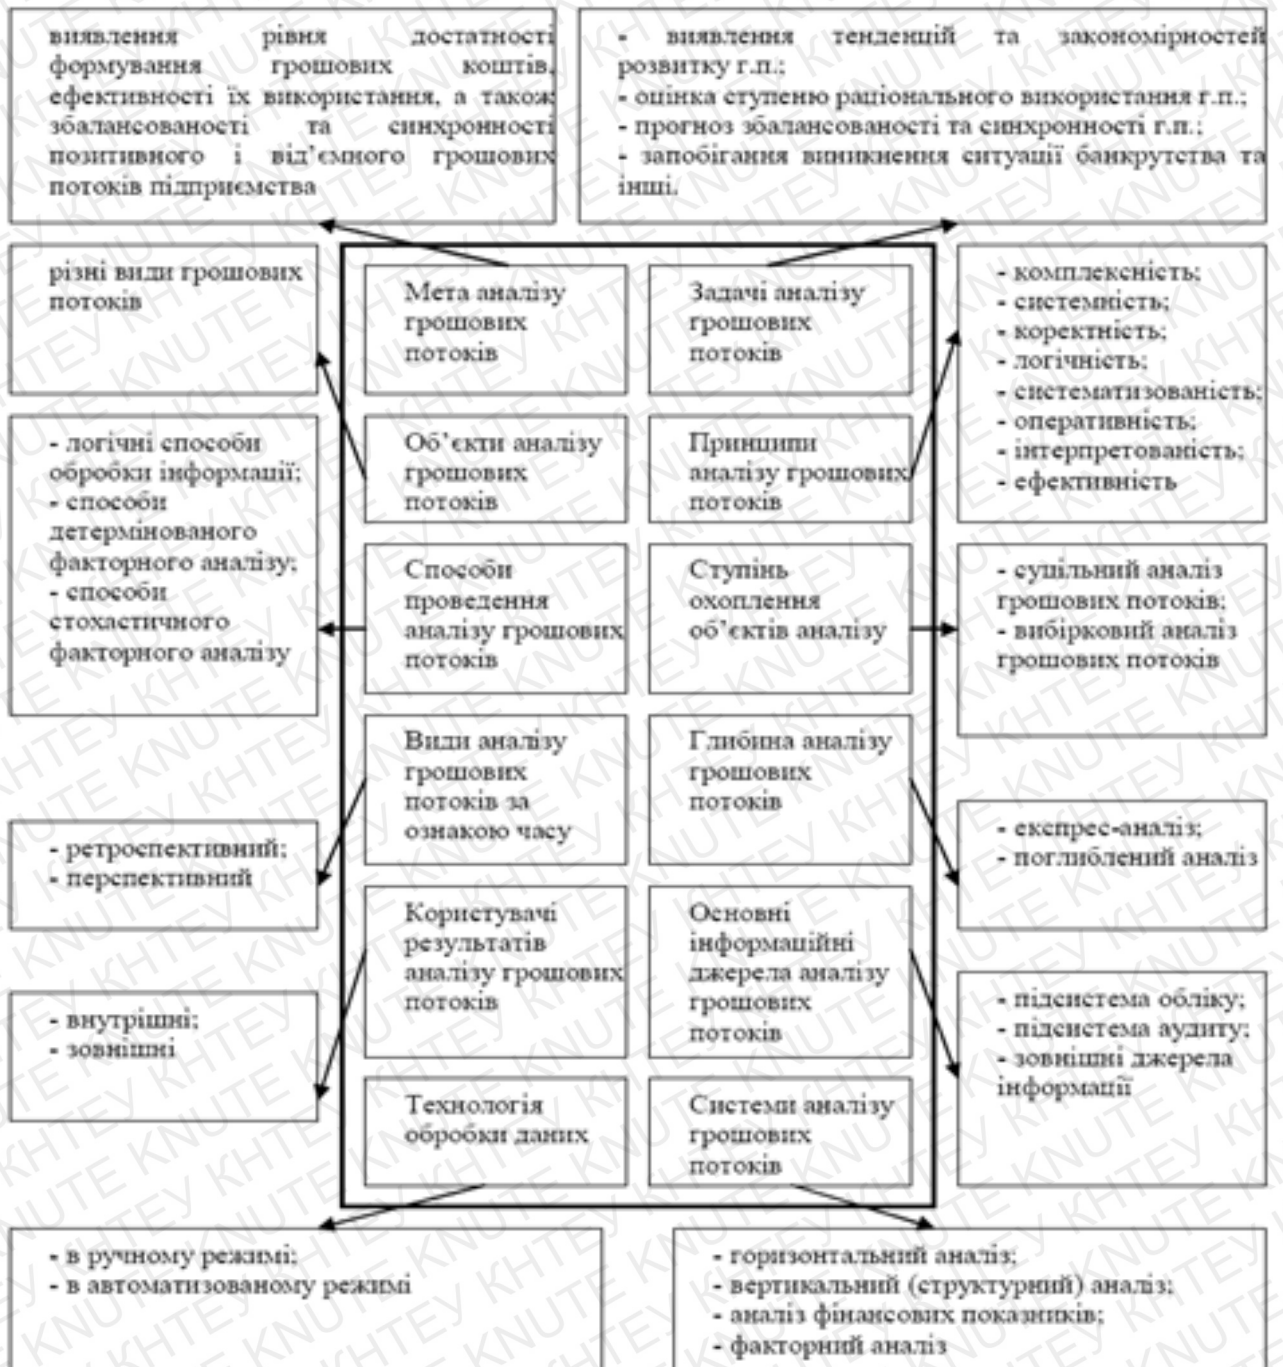 виявлення рівня достатності
формування грошових коштів,
ефективності їх використання, а також
збалансованості та синхронності
позитивного і від’ємного грошових
потоків підприємства
- виявлення тенденцій та закономірностей
розвитку г.п.;
- оцінка ступеню раціонального використання г.п.;
- прогноз збалансованості та синхронності г.п.;
- запобігання виникнення ситуації банкрутства та
інші.
різні види грошових
потоків
Мета аналізу
грошових
потоків
Задачі аналізу
грошових
потоків
- комплексність;
- системність;
- коректність;
- логічність;
- систематизованість;
- оперативність;
- інтерпретованість;
- ефективність
- логічні способи
обробки інформації;
- способи
детермінованого
факторного аналізу;
- способи
стохастичного
факторного аналізу
Об’єкти аналізу
грошових
потоків
Принципи
аналізу грошових
потоків
Способи
проведення
аналізу грошових
потоків
Ступінь
охоплення
об’єктів аналізу
- суцільний аналіз
грошових потоків;
- вибірковий аналіз
грошових потоків
Види аналізу
грошових
потоків за
ознакою часу
Глибина аналізу
грошових
потоків
- ретроспективний;
- перспективний
- експрес-аналіз;
- поглиблений аналіз
Користувачі
результатів
аналізу грошових
потоків
Основні
інформаційні
джерела аналізу
грошових
потоків
- внутрішні;
- зовнішні
- підсистема обліку;
- підсистема аудиту;
- зовнішні джерела
інформації
Технологія
обробки даних
Системи аналізу
грошових
потоків
- в ручному режимі;
- в автоматизованому режимі
- горизонтальний аналіз;
- вертикальний (структурний) аналіз;
- аналіз фінансових показників;
- факторний аналіз